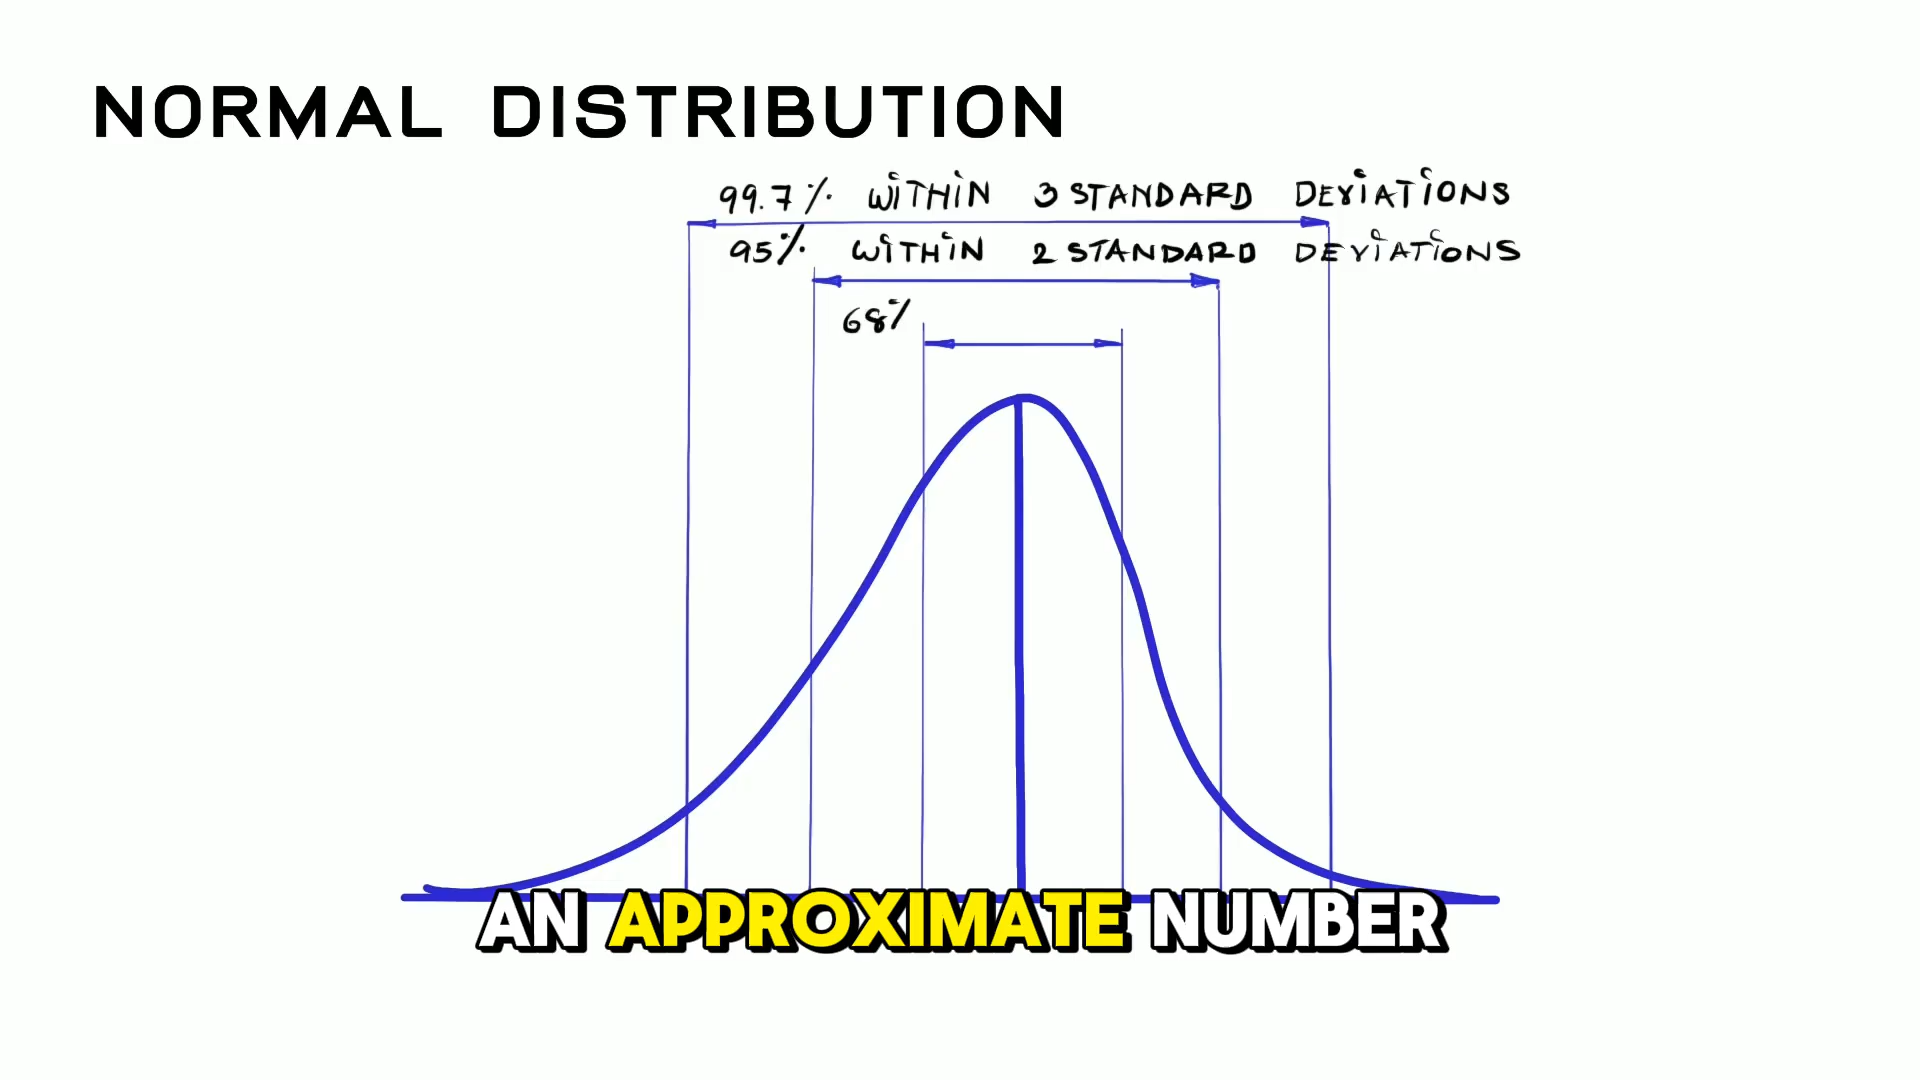 NORMAL DISTRIBUTION
99.7% WITHIN 3 STANDARD DEVIATIONS
95% WITHIN 2 STANDARD DEVIATIONS
68%
AN APPROXIMATE NUMBER